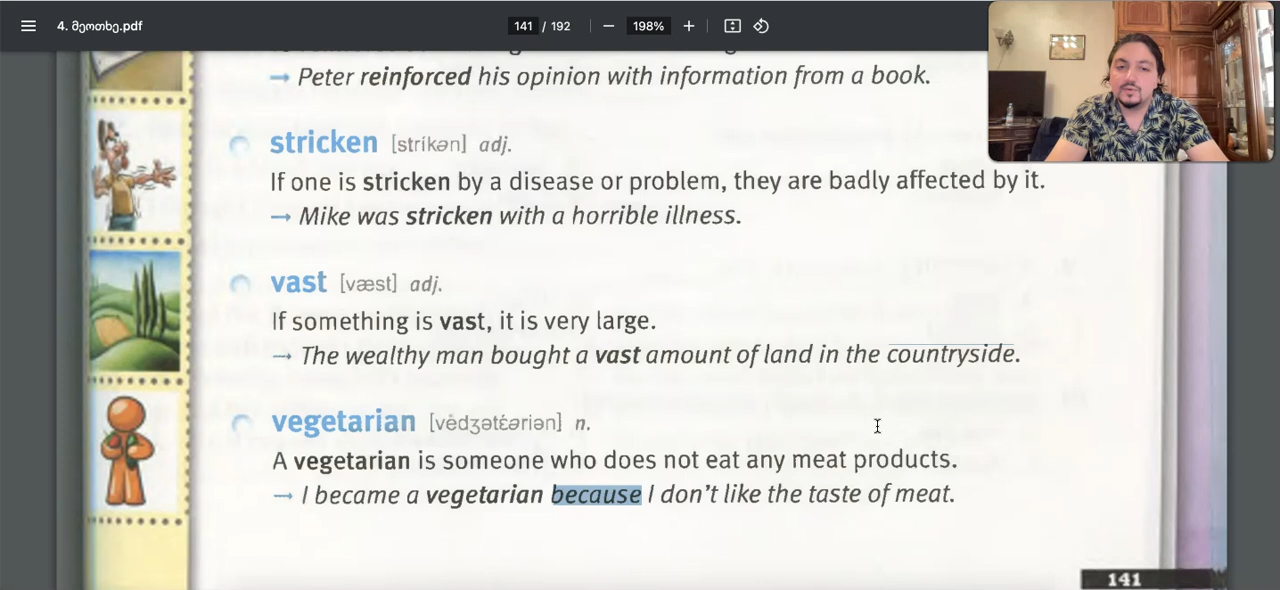 4. მეოთხე.pdf
141 / 192
198%
→ Peter reinforced his opinion with information from a book.
stricken [stríkən] adj.
If one is stricken by a disease or problem, they are badly affected by it.
→ Mike was stricken with a horrible illness.
vast [væst] adj.
If something is vast, it is very large.
→ The wealthy man bought a vast amount of land in the countryside.
vegetarian [vèdʒətɛ́əriən] n.
A vegetarian is someone who does not eat any meat products.
→ I became a vegetarian because I don't like the taste of meat.
141